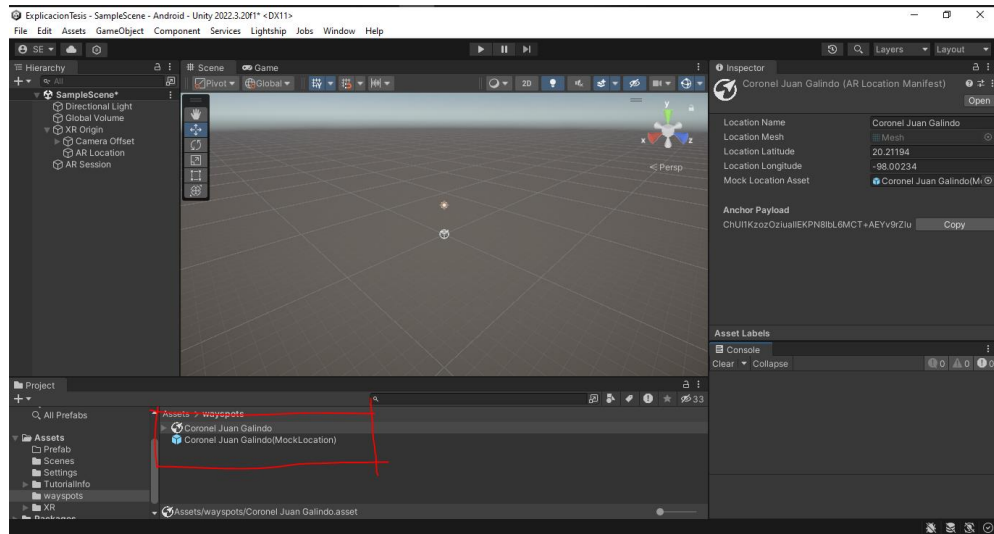 ExplicacionTesis - SampleScene - Android - Unity 2022.3.20f1* <DX11>
File Edit Assets GameObject Component Services Lightship Jobs Window Help
SE Layers Layout
Hierarchy Scene Game Inspector
All Pivot Global 2D
Coronel Juan Galindo (AR Location Manifest)
Open
SampleScene*
Directional Light
Global Volume
XR Origin
Camera Offset
AR Location
AR Session
y
x
z
Persp
Location Name Coronel Juan Galindo
Location Mesh Mesh
Location Latitude 20.21194
Location Longitude -98.00234
Mock Location Asset Coronel Juan Galindo(M
Anchor Payload
Copy
Asset Labels
Console
Clear Collapse 0 0 0
Project
33
All Prefabs
Assets > wayspots
Coronel Juan Galindo
Coronel Juan Galindo(MockLocation)
Assets
Prefab
Scenes
Settings
TutorialInfo
wayspots
XR
Packages
Assets/wayspots/Coronel Juan Galindo.asset